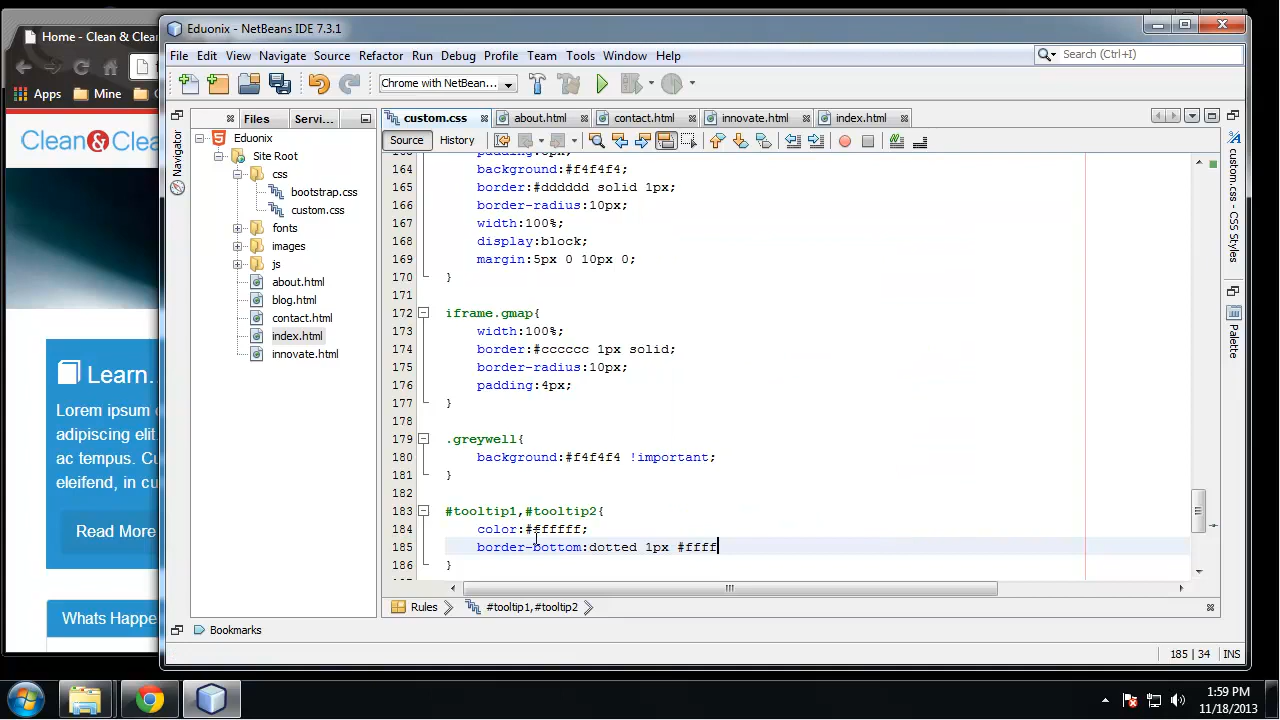 Home - Clean & Clea
Apps
Mine
Clean&Clea
Learn...
Lorem ipsum
adipiscing elit.
ac tempus. Cu
eleifend, in cu
Read More
Whats Happe
Eduonix - NetBeans IDE 7.3.1
File Edit View Navigate Source Refactor Run Debug Profile Team Tools Window Help
Search (Ctrl+I)
Chrome with NetBean...
Files
Servi...
Navigator
Eduonix
Site Root
css
bootstrap.css
custom.css
fonts
images
js
about.html
blog.html
contact.html
index.html
innovate.html
custom.css about.html contact.html innovate.html index.html
Source History
164 background:#f4f4f4;
165 border:#dddddd solid 1px;
166 border-radius:10px;
167 width:100%;
168 display:block;
169 margin:5px 0 10px 0;
170 }
171
172 iframe.gmap{
173 width:100%;
174 border:#cccccc 1px solid;
175 border-radius:10px;
176 padding:4px;
177 }
178
179 .greywell{
180 background:#f4f4f4 !important;
181 }
182
183 #tooltip1,#tooltip2{
184 color:#ffffff;
185 border-bottom:dotted 1px #ffff
186 }
Rules
#tooltip1,#tooltip2
custom.css - CSS Styles
Palette
Bookmarks
185 | 34 INS
1:59 PM
11/18/2013